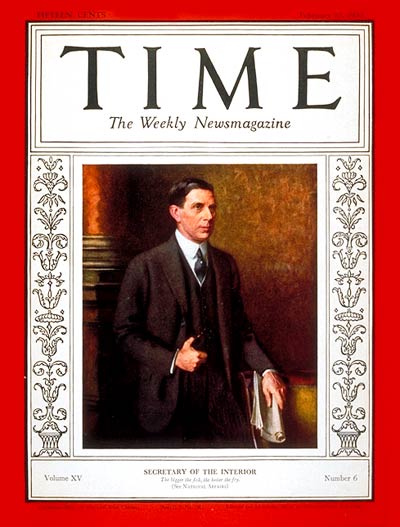 FIFTEEN CENTS
TIME
The Weekly Newsmagazine
SECRETARY OF THE INTERIOR
The bigger the fish, the hotter the fry.
(See NATIONAL AFFAIRS)
Volume XV
Number 6